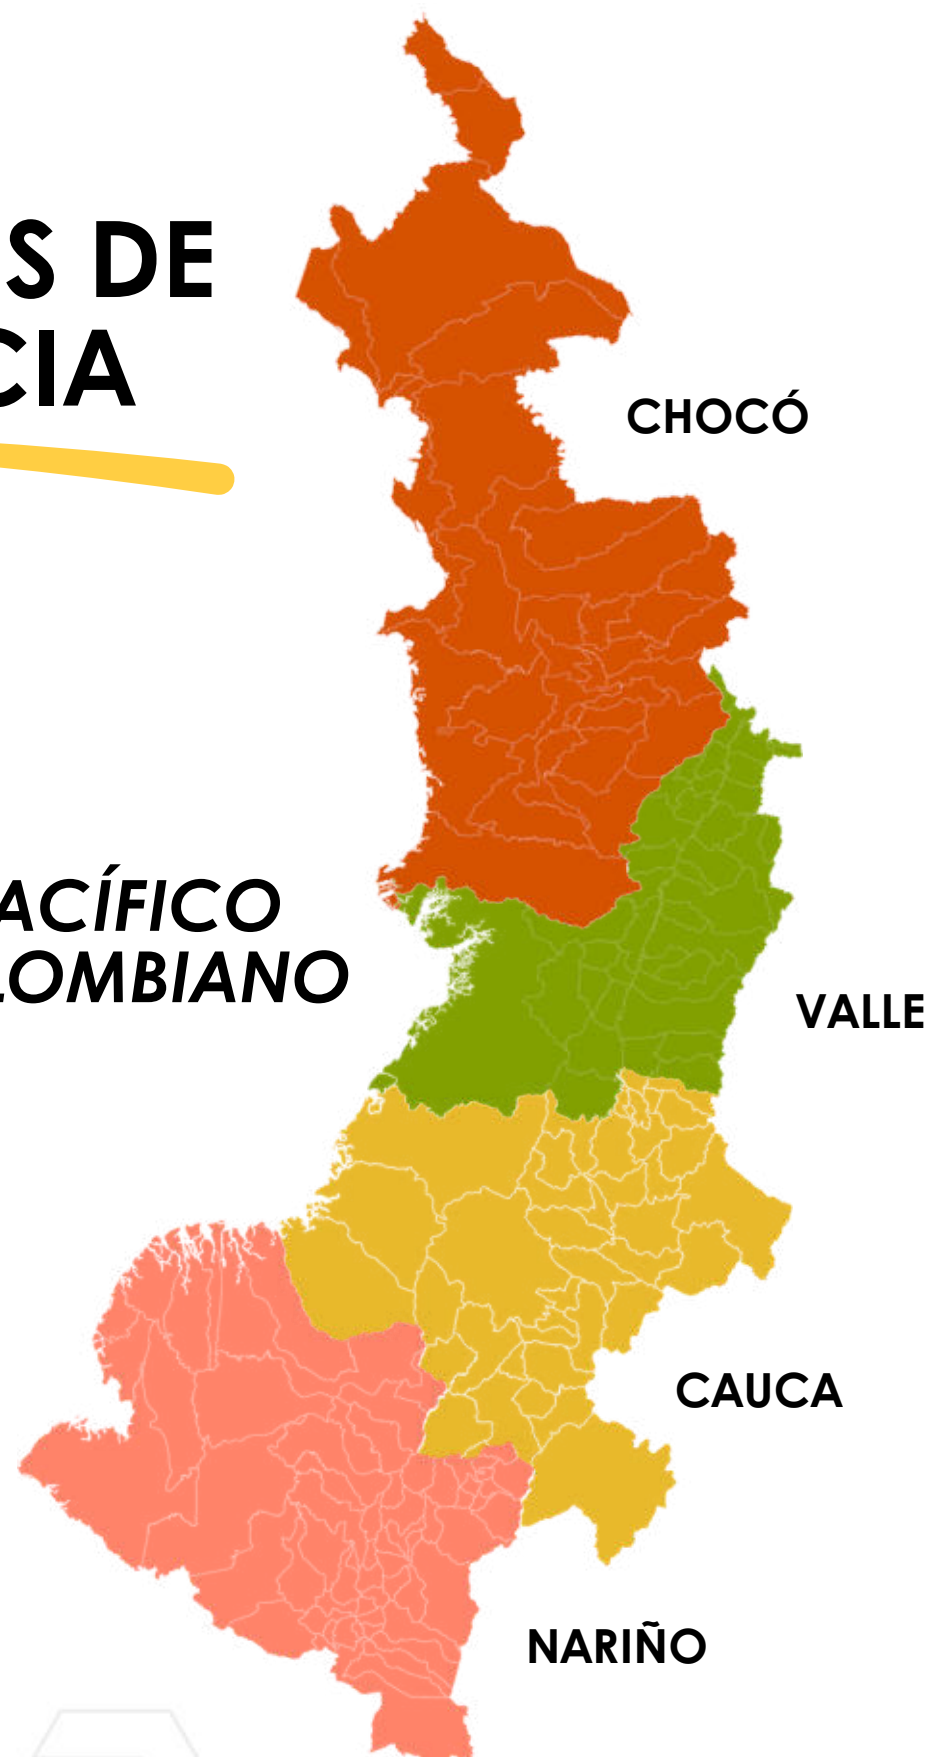 S DE
CIA
CHOCÓ
ACÍFICO
LOMBIANO
VALLE
CAUCA
NARIÑO